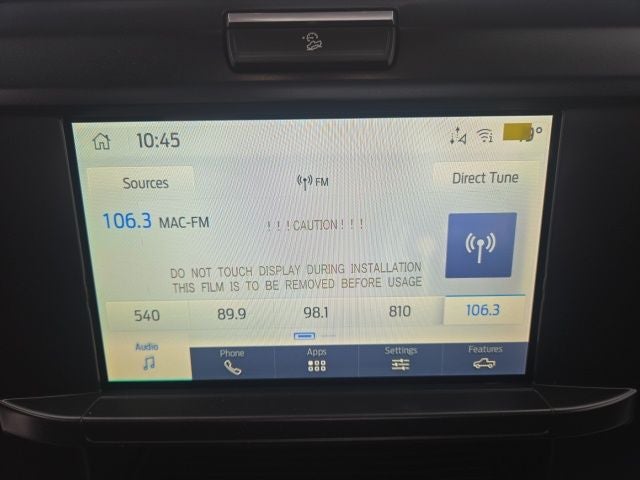 10:45
Sources
FM
Direct Tune
106.3 MAC-FM
!!!CAUTION!!!
DO NOT TOUCH DISPLAY DURING INSTALLATION
THIS FILM IS TO BE REMOVED BEFORE USAGE
540 89.9 98.1 810 106.3
Audio Phone Apps Settings Features